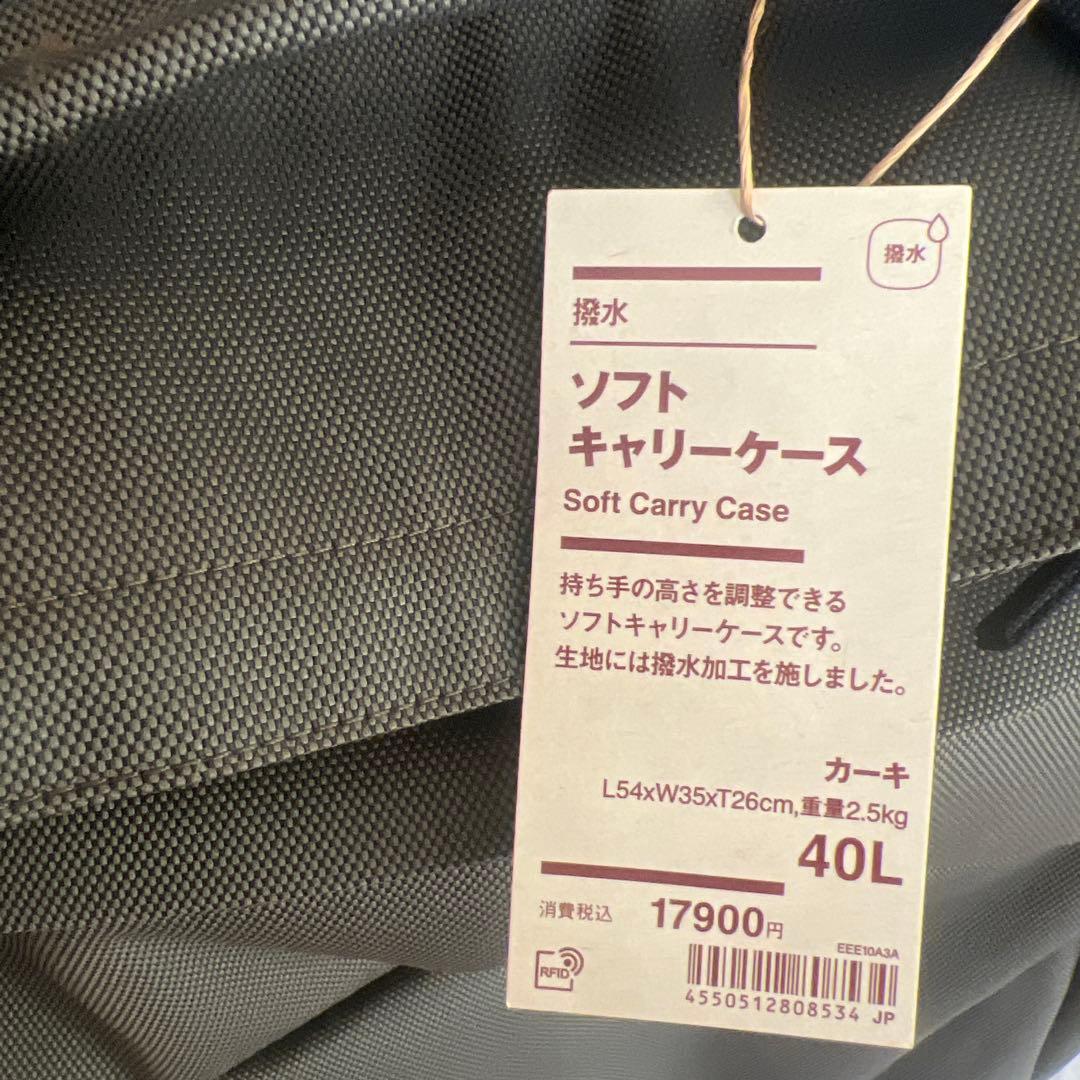 撥水
撥水
ソフト
キャリーケース
Soft Carry Case
持ち手の高さを調整できる
ソフトキャリーケースです。
生地には撥水加工を施しました。
カーキ
L54xW35xT26cm,重量2.5kg
40L
消費税込 17900円
EEE10A3A
RFID
4550512808534 JP